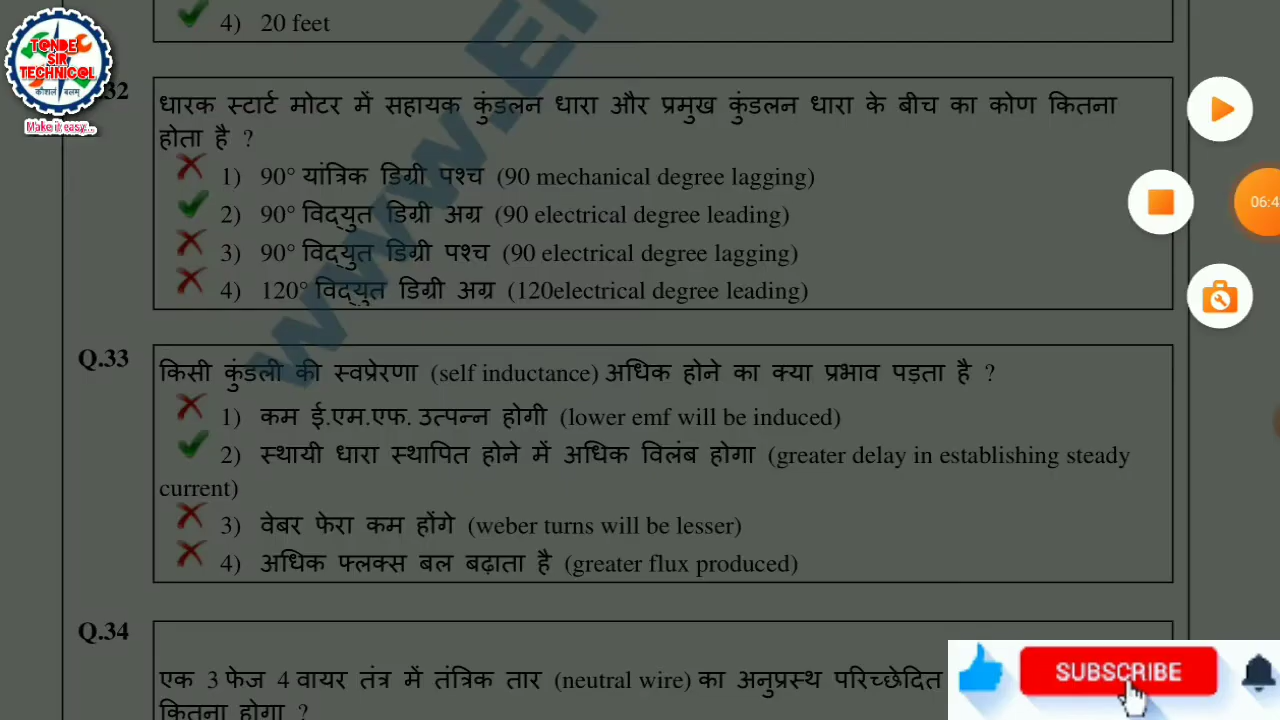 4) 20 feet
TONDE
SIR
TECHNICOL
कौशलं बलम्
Make it easy...
32
धारक स्टार्ट मोटर में सहायक कुंडलन धारा और प्रमुख कुंडलन धारा के बीच का कोण कितना
होता है ?
1) 90° यांत्रिक डिग्री पश्च (90 mechanical degree lagging)
2) 90° विद्युत डिग्री अग्र (90 electrical degree leading)
3) 90° विद्युत डिग्री पश्च (90 electrical degree lagging)
4) 120° विद्युत डिग्री अग्र (120electrical degree leading)
06:4
www.El
Q.33
किसी कुंडली की स्वप्रेरणा (self inductance) अधिक होने का क्या प्रभाव पड़ता है ?
1) कम ई.एम.एफ. उत्पन्न होगी (lower emf will be induced)
2) स्थायी धारा स्थापित होने में अधिक विलंब होगा (greater delay in establishing steady
current)
3) वेबर फेरा कम होंगे (weber turns will be lesser)
4) अधिक फ्लक्स बल बढ़ाता है (greater flux produced)
Q.34
एक 3 फेज 4 वायर तंत्र में तंत्रिक तार (neutral wire) का अनुप्रस्थ परिच्छेदित
कितना होगा ?
SUBSCRIBE